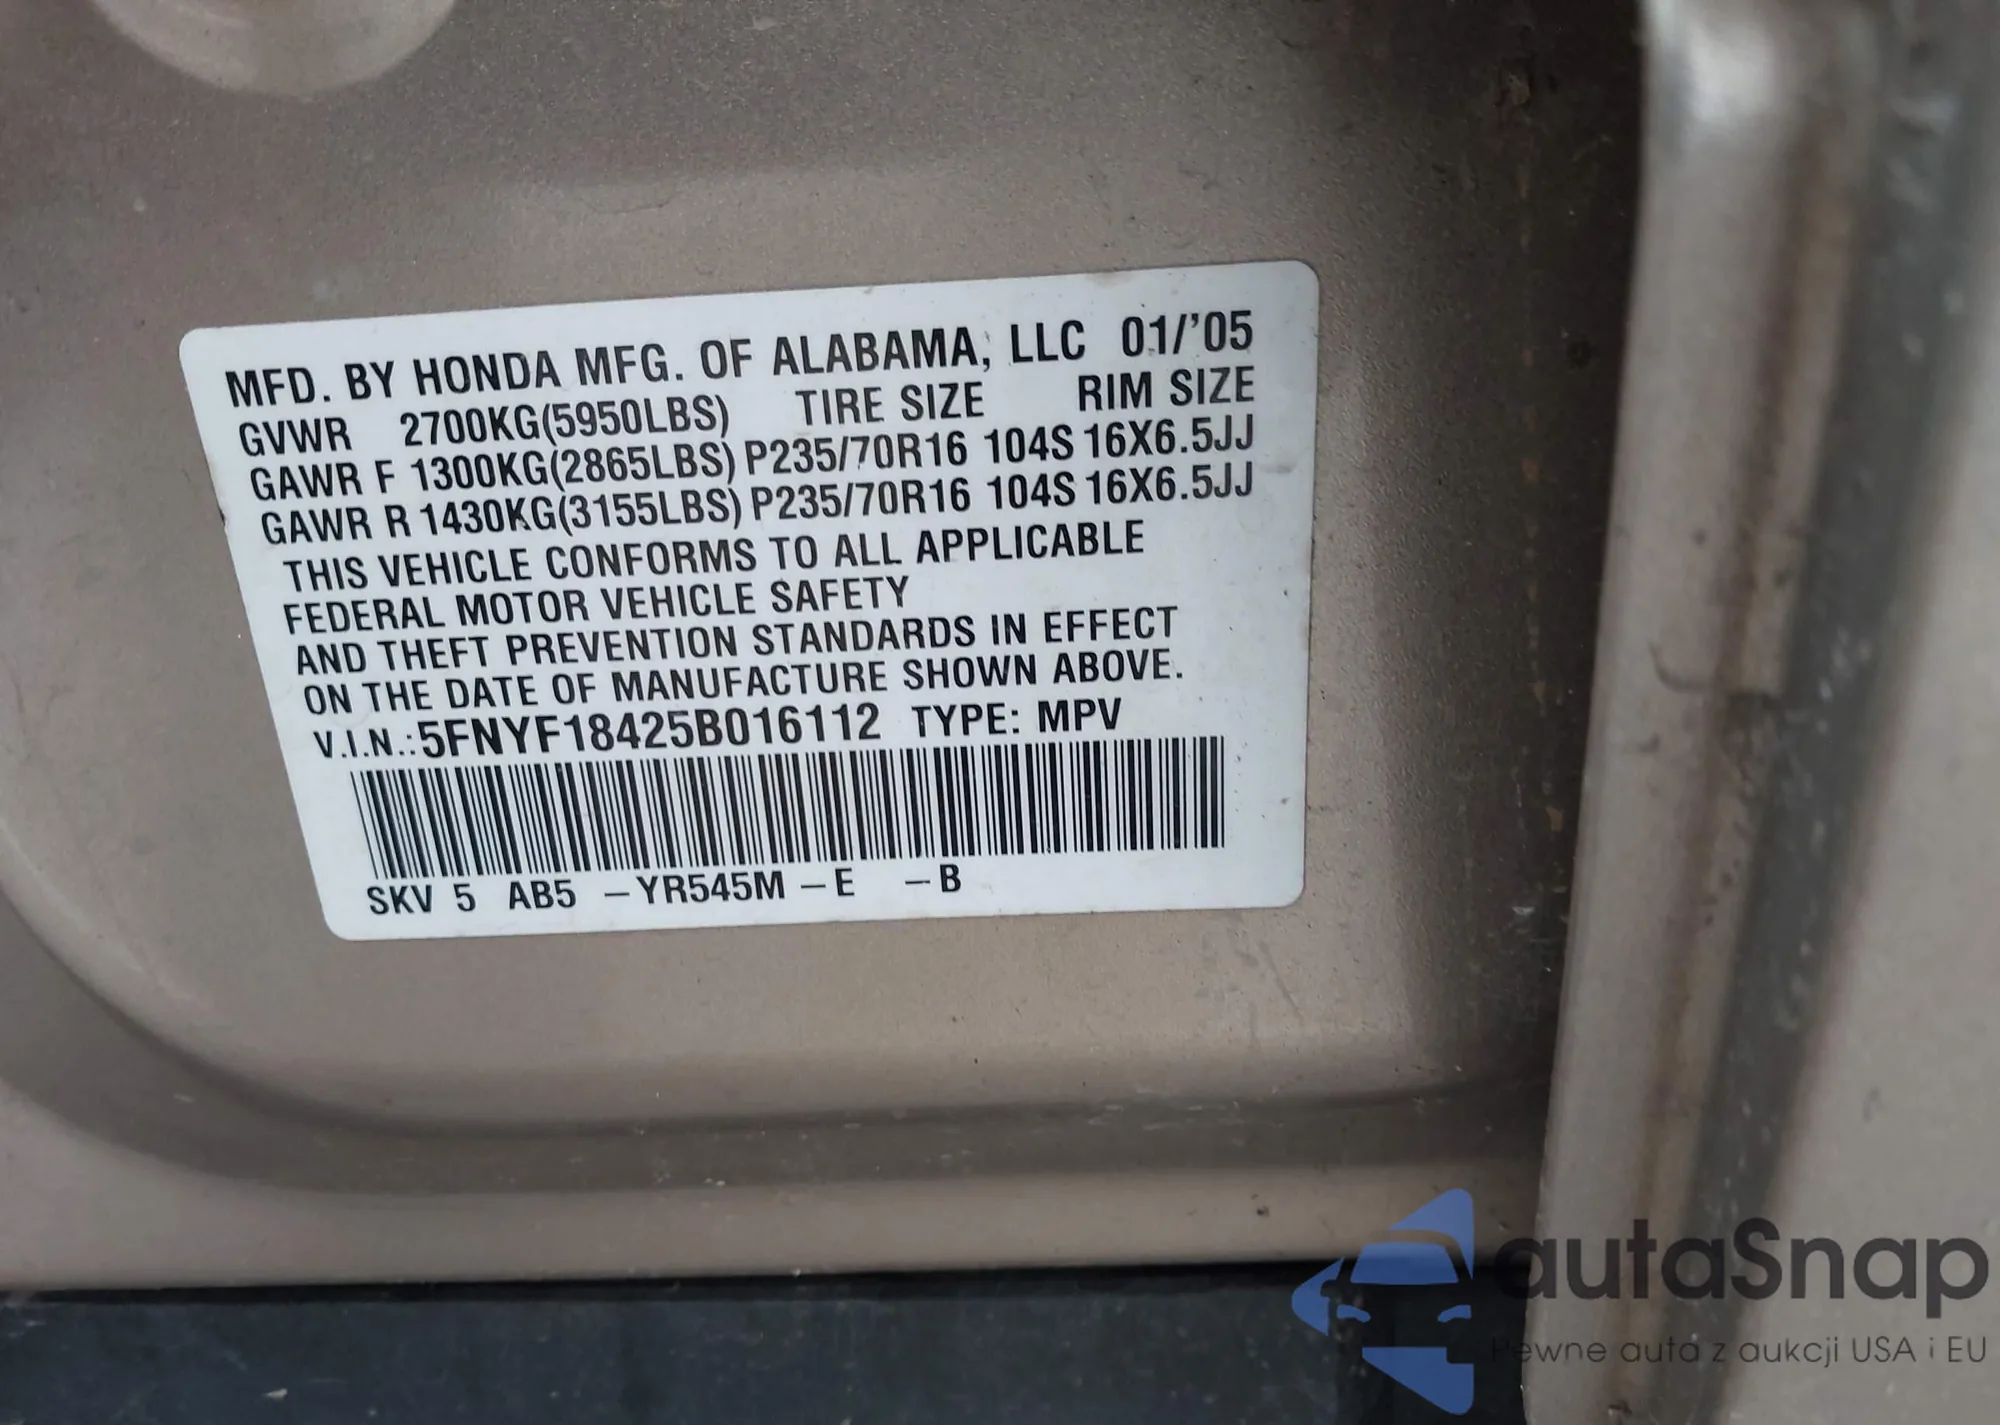 MFD. BY HONDA MFG. OF ALABAMA, LLC 01/'05
GVWR 2700KG(5950LBS) TIRE SIZE RIM SIZE
GAWR F 1300KG(2865LBS) P235/70R16 104S 16X6.5JJ
GAWR R 1430KG(3155LBS) P235/70R16 104S 16X6.5JJ
THIS VEHICLE CONFORMS TO ALL APPLICABLE
FEDERAL MOTOR VEHICLE SAFETY
AND THEFT PREVENTION STANDARDS IN EFFECT
ON THE DATE OF MANUFACTURE SHOWN ABOVE.
V.I.N.: 5FNYF18425B016112 TYPE: MPV
SKV 5 AB5 –YR545M –E –B
autaSnap
Pewne auta z aukcji USA i EU